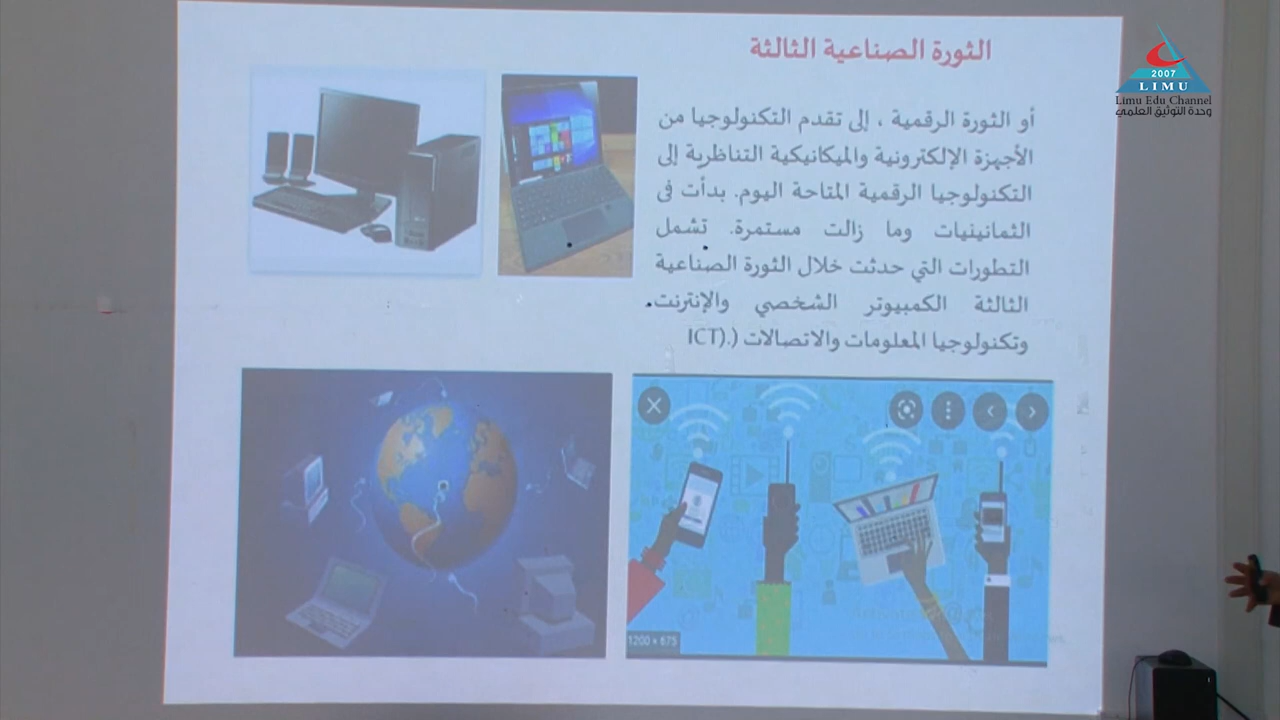 الثورة الصناعية الثالثة
أو الثورة الرقمية ، إلى تقدم التكنولوجيا من
الأجهزة الإلكترونية والميكانيكية التناظرية إلى
التكنولوجيا الرقمية المتاحة اليوم. بدأت فى
الثمانينيات وما زالت مستمرة. تشمل
التطورات التي حدثت خلال الثورة الصناعية
الثالثة الكمبيوتر الشخصي والإنترنت
وتكنولوجيا المعلومات والاتصالات (.(ICT
1200 × 675
2007
LIMU
Limu Edu Channel
وحدة التوثيق العلمي